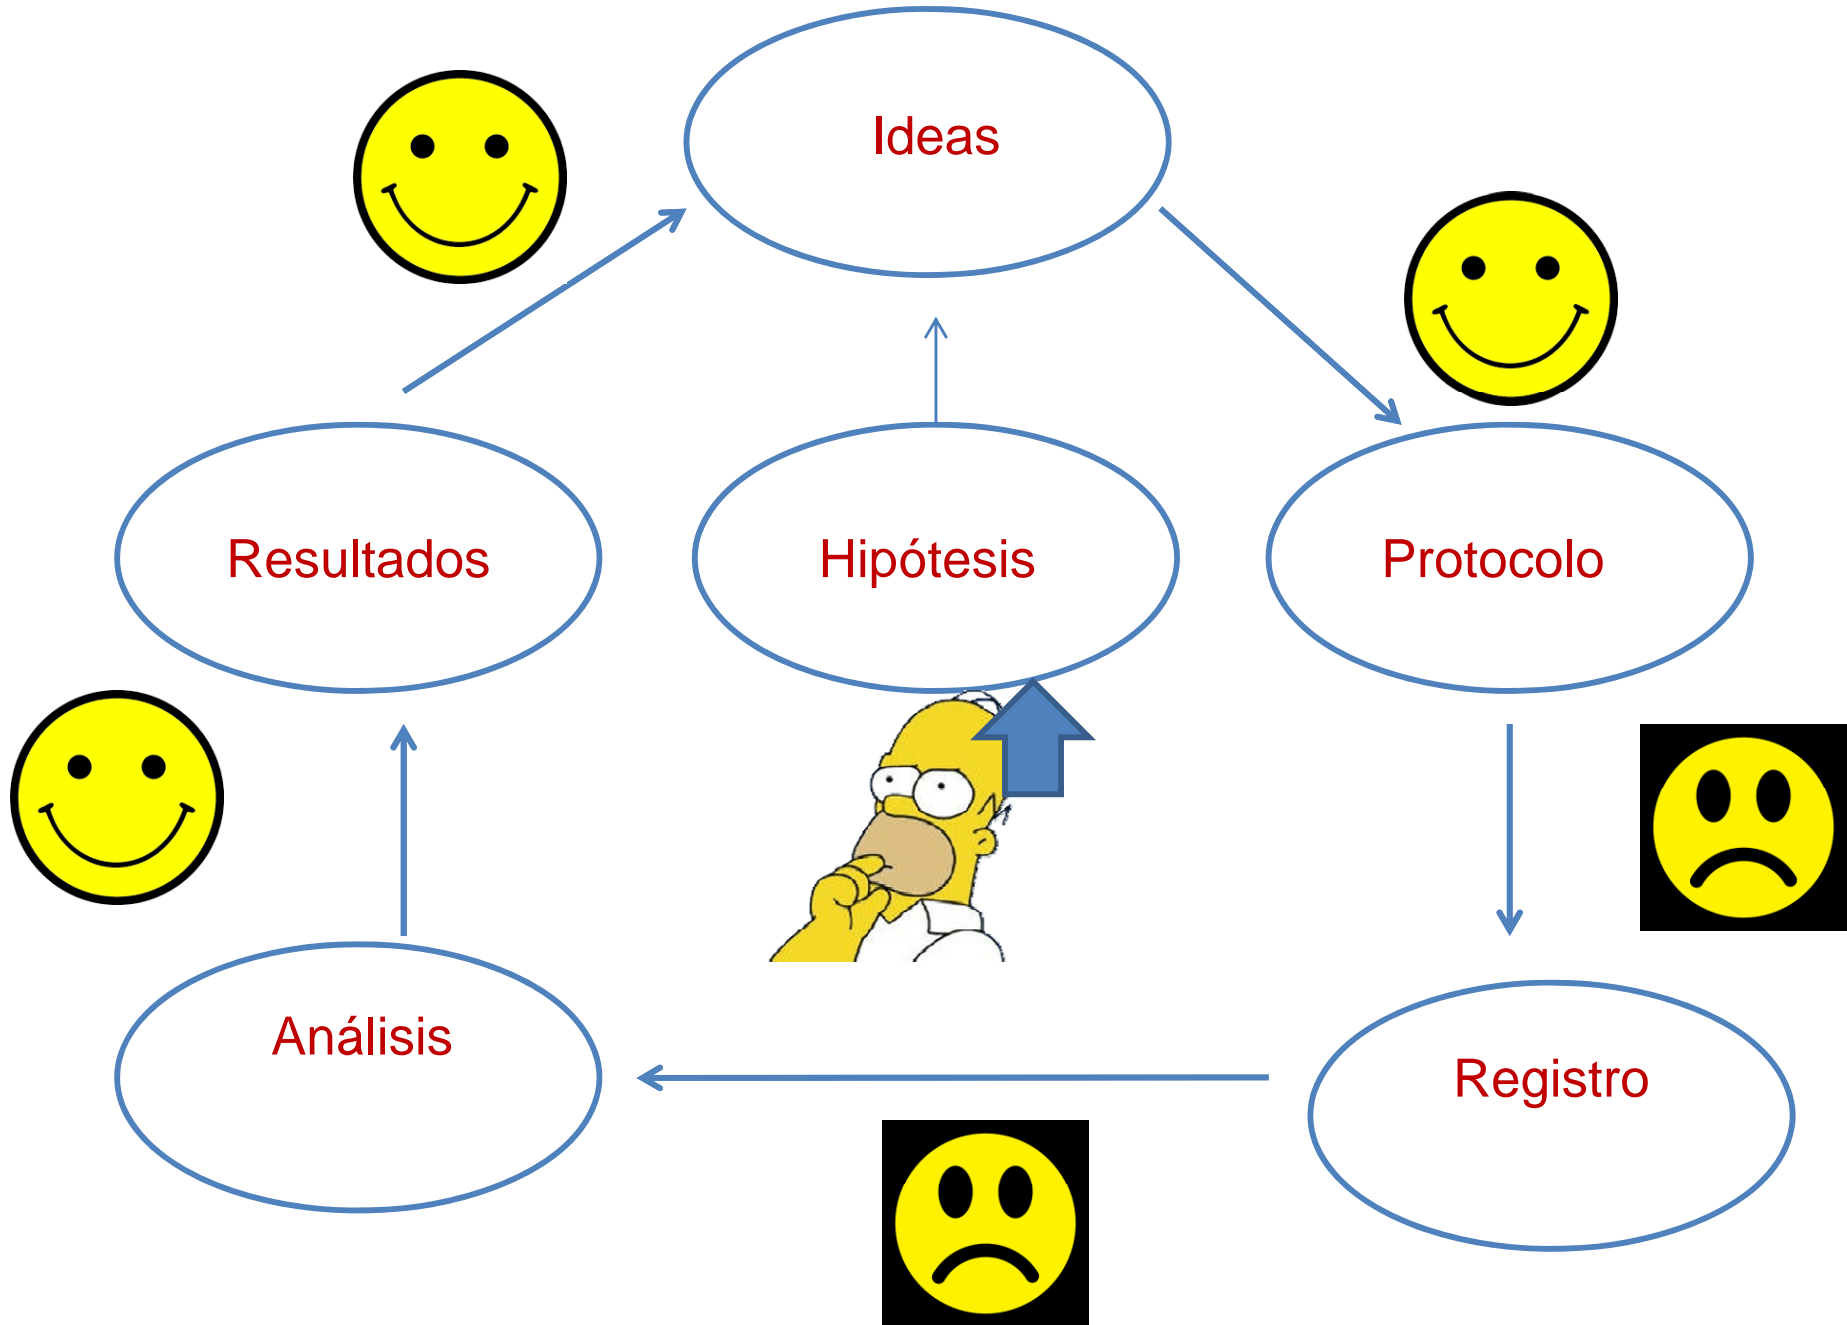 Ideas
Resultados
Hipótesis
Protocolo
Análisis
Registro